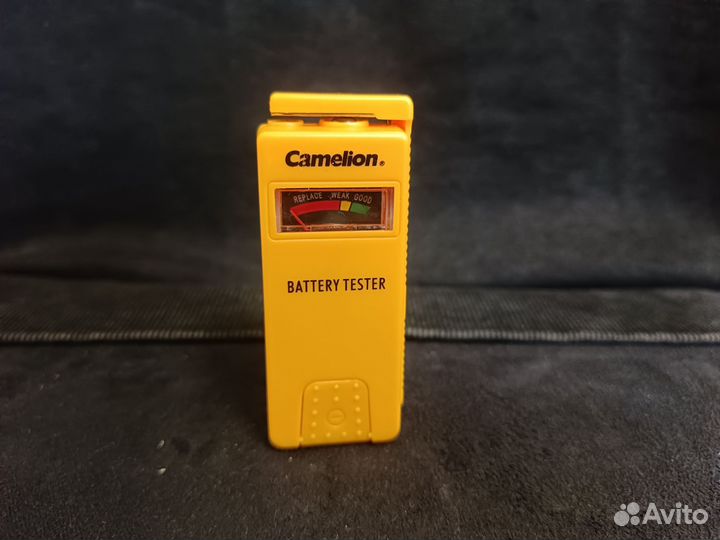 Camelion®
REPLACE WEAK GOOD
BATTERY TESTER
Avito